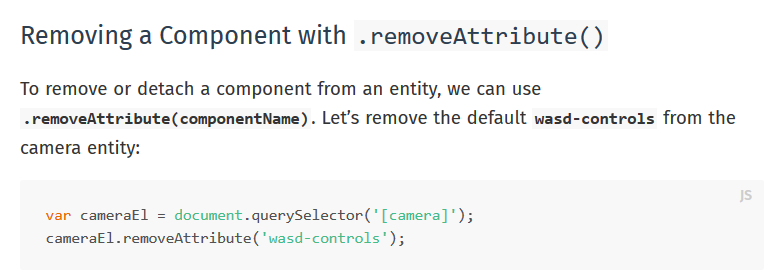 Removing a Component with .removeAttribute()
To remove or detach a component from an entity, we can use
.removeAttribute(componentName). Let’s remove the default wasd-controls from the
camera entity:
JS
var cameraEl = document.querySelector('[camera]');
cameraEl.removeAttribute('wasd-controls');